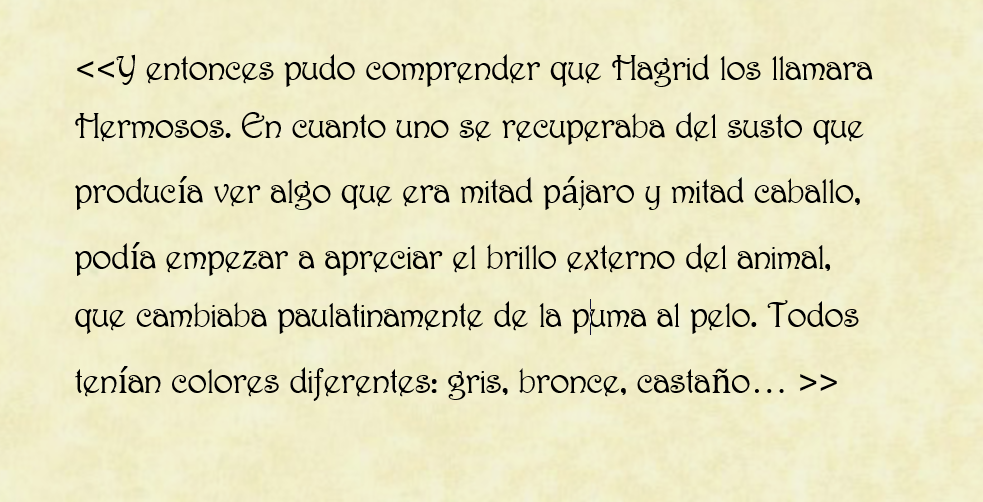 <<Y entonces pudo comprender que Hagrid los llamara
Hermosos. En cuanto uno se recuperaba del susto que
producía ver algo que era mitad pájaro y mitad caballo,
podía empezar a apreciar el brillo externo del animal,
que cambiaba paulatinamente de la puma al pelo. Todos
tenían colores diferentes: gris, bronce, castaño... >>